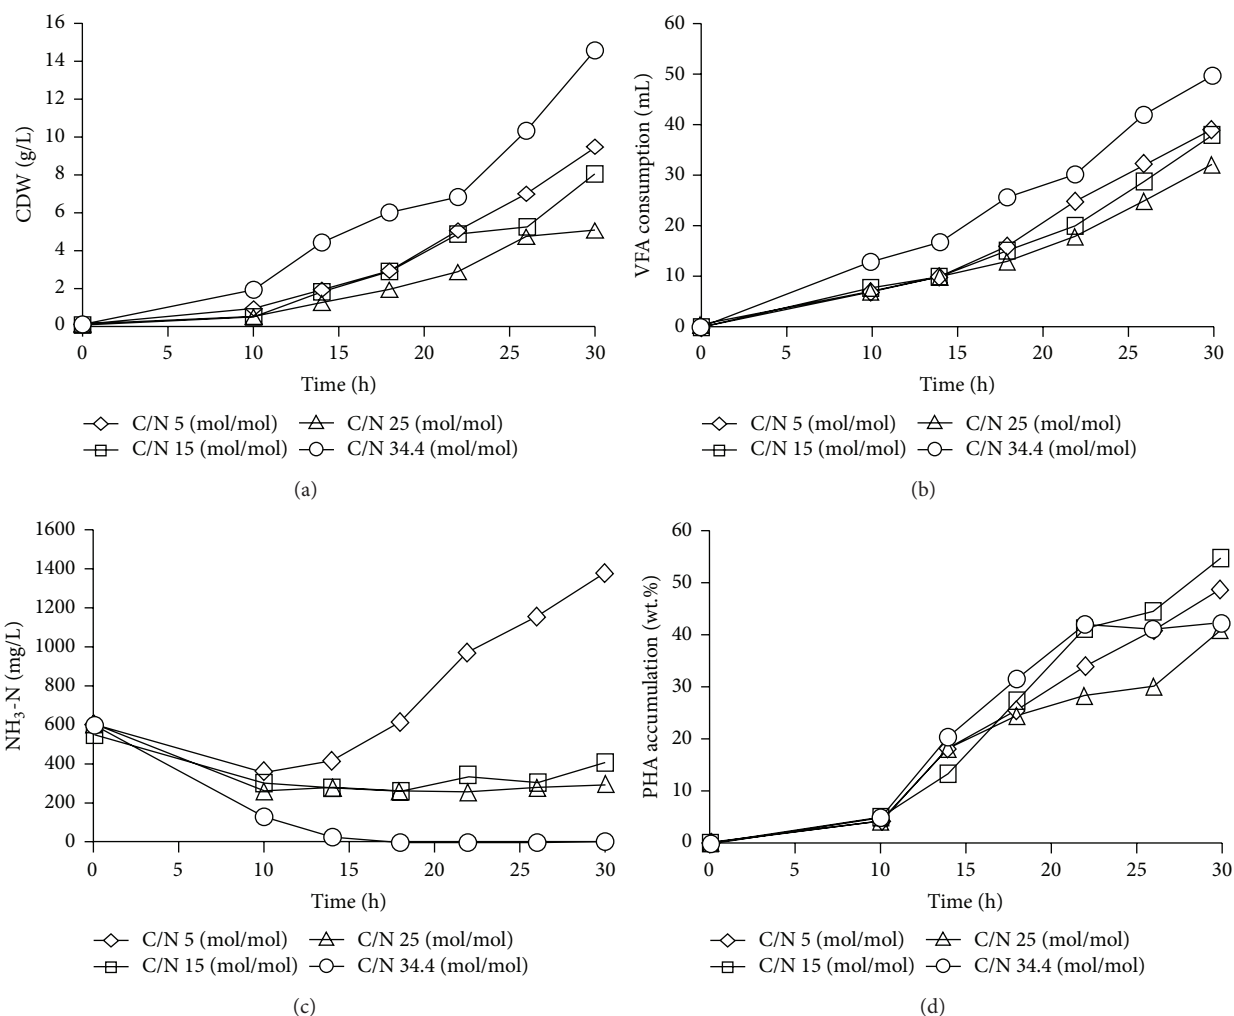 16
14
12
10
8
6
4
2
0
CDW (g/L)
0 5 10 15 20 25 30
Time (h)
C/N 5 (mol/mol) C/N 25 (mol/mol)
C/N 15 (mol/mol) C/N 34.4 (mol/mol)
(a)
60
50
40
30
20
10
0
VFA consumption (mL)
0 5 10 15 20 25 30
Time (h)
C/N 5 (mol/mol) C/N 25 (mol/mol)
C/N 15 (mol/mol) C/N 34.4 (mol/mol)
(b)
1600
1400
1200
1000
800
600
400
200
0
NH₃-N (mg/L)
0 5 10 15 20 25 30
Time (h)
C/N 5 (mol/mol) C/N 25 (mol/mol)
C/N 15 (mol/mol) C/N 34.4 (mol/mol)
(c)
60
50
40
30
20
10
0
PHA accumulation (wt.%)
0 5 10 15 20 25 30
Time (h)
C/N 5 (mol/mol) C/N 25 (mol/mol)
C/N 15 (mol/mol) C/N 34.4 (mol/mol)
(d)